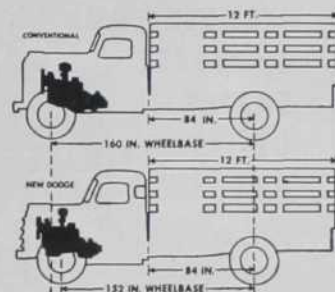 12 FT.
CONVENTIONAL
84 IN.
160 IN. WHEELBASE
12 FT.
NEW DODGE
84 IN.
152 IN. WHEELBASE